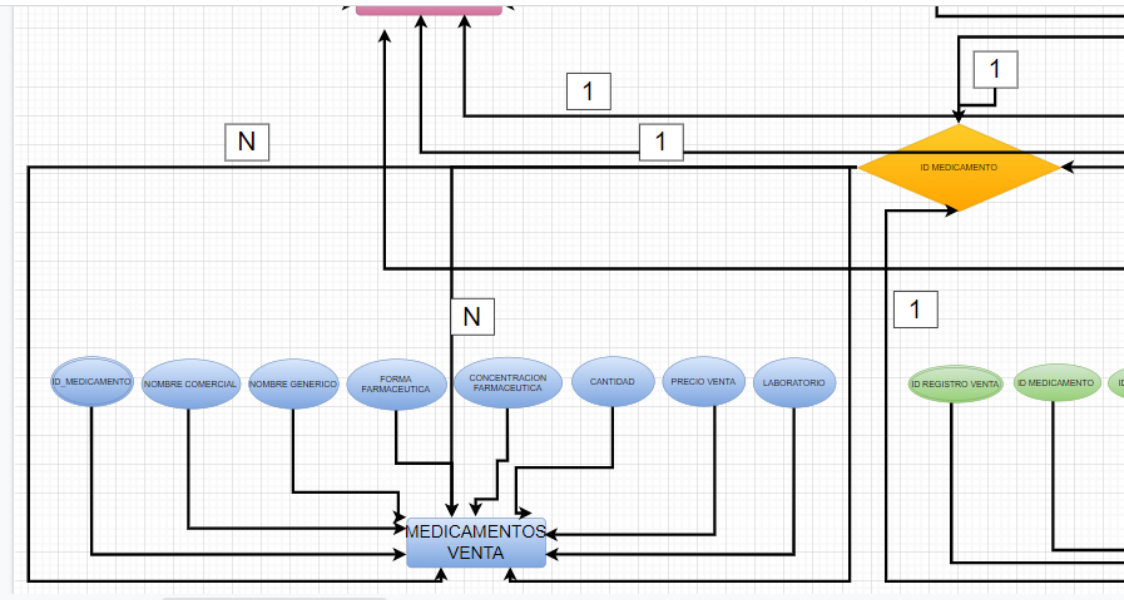 1
1
N
1
ID MEDICAMENTO
1
N
ID_MEDICAMENTO
NOMBRE COMERCIAL
NOMBRE GENERICO
FORMA
FARMACEUTICA
CONCENTRACION
FARMACEUTICA
CANTIDAD
PRECIO VENTA
LABORATORIO
ID REGISTRO VENTA
ID MEDICAMENTO
MEDICAMENTOS
VENTA